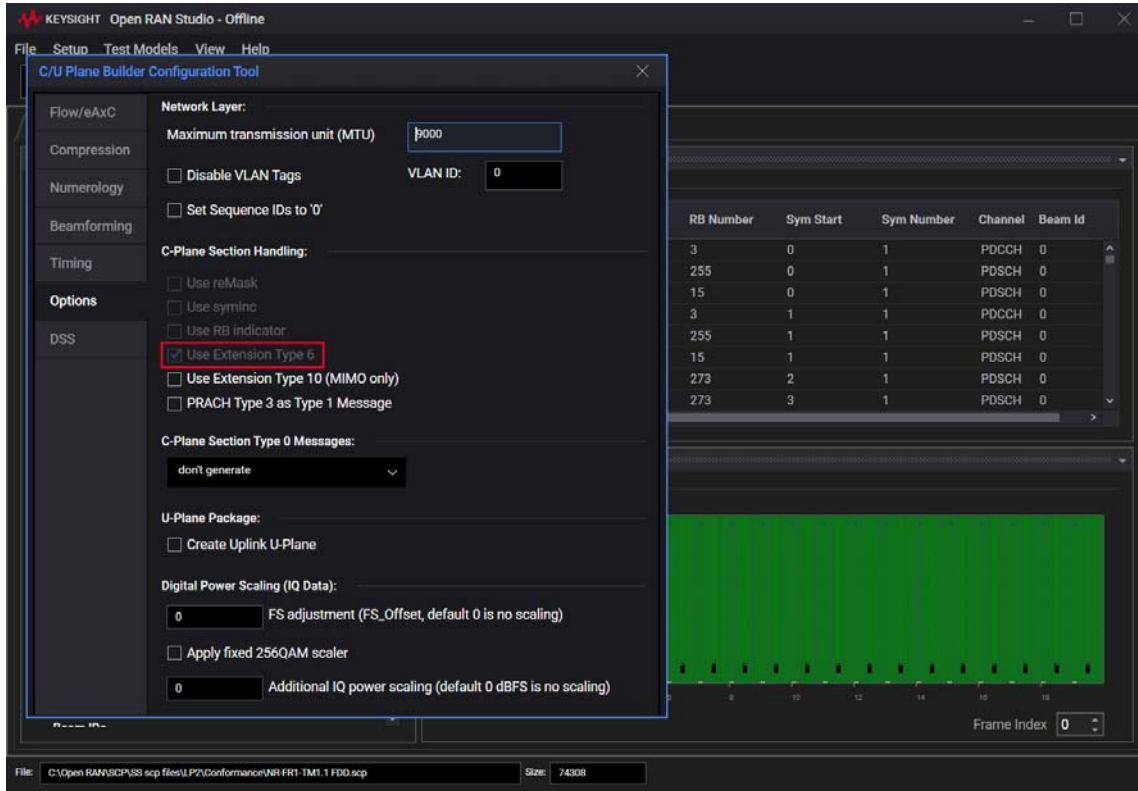 KEYSIGHT Open RAN Studio - Offline
File Setup Test Models View Help
C/U Plane Builder Configuration Tool
Flow/eAxC
Compression
Numerology
Beamforming
Timing
Options
DSS
Network Layer:
Maximum transmission unit (MTU) 9000
Disable VLAN Tags VLAN ID: 0
Set Sequence IDs to '0'
C-Plane Section Handling:
Use reMask
Use syminc
Use RB indicator
Use Extension Type 6
Use Extension Type 10 (MIMO only)
PRACH Type 3 as Type 1 Message
C-Plane Section Type 0 Messages:
don't generate
U-Plane Package:
Create Uplink U-Plane
Digital Power Scaling (IQ Data):
0 FS adjustment (FS_Offset, default 0 is no scaling)
Apply fixed 256QAM scaler
0 Additional IQ power scaling (default 0 dBFS is no scaling)
RB Number Sym Start Sym Number Channel Beam Id
3 0 1 PDCCH 0
255 0 1 PDSCH 0
15 0 1 PDSCH 0
3 1 1 PDCCH 0
255 1 1 PDSCH 0
15 1 1 PDSCH 0
273 2 1 PDSCH 0
273 3 1 PDSCH 0
8 10 12 14 16 18
Frame Index 0
File: C:\Open RAN\SCP\SS scp files\LP2\Conformance\NR-FR1-TM1.1 FDD.scp Size: 74308